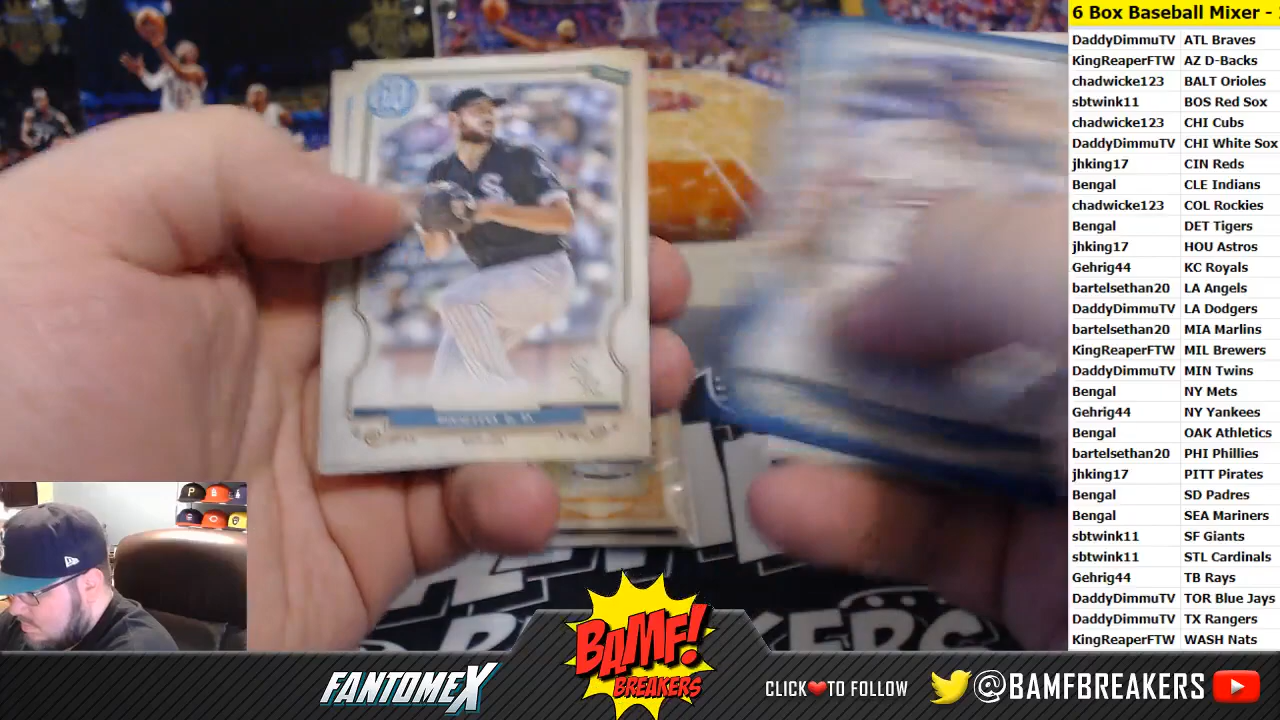 6 Box Baseball Mixer -
DaddyDimmuTV ATL Braves
KingReaperFTW AZ D-Backs
chadwicke123 BALT Orioles
sbtwink11 BOS Red Sox
chadwicke123 CHI Cubs
DaddyDimmuTV CHI White Sox
jhking17 CIN Reds
Bengal CLE Indians
chadwicke123 COL Rockies
Bengal DET Tigers
jhking17 HOU Astros
Gehrig44 KC Royals
bartelsethan20 LA Angels
DaddyDimmuTV LA Dodgers
bartelsethan20 MIA Marlins
KingReaperFTW MIL Brewers
DaddyDimmuTV MIN Twins
Bengal NY Mets
Gehrig44 NY Yankees
Bengal OAK Athletics
bartelsethan20 PHI Phillies
jhking17 PITT Pirates
Bengal SD Padres
Bengal SEA Mariners
sbtwink11 SF Giants
sbtwink11 STL Cardinals
Gehrig44 TB Rays
DaddyDimmuTV TOR Blue Jays
DaddyDimmuTV TX Rangers
KingReaperFTW WASH Nats
FANTOMEX
BAMF!
BREAKERS
CLICK TO FOLLOW
@BAMFBREAKERS